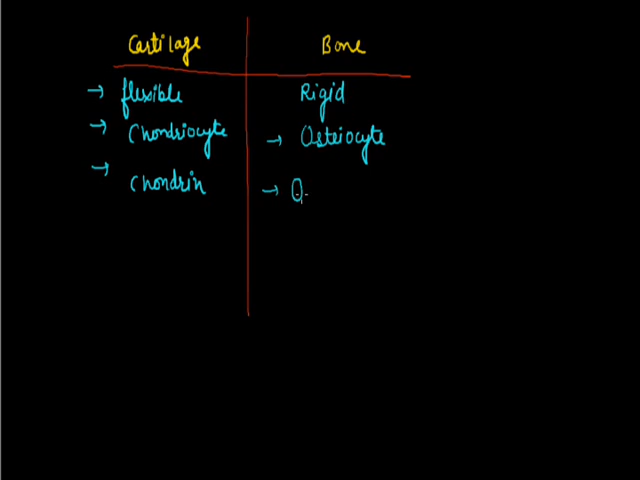 Cartilage Bone
→ flexible Rigid
→ Chondriocyte → Osteiocyte
→ Chondrin → O